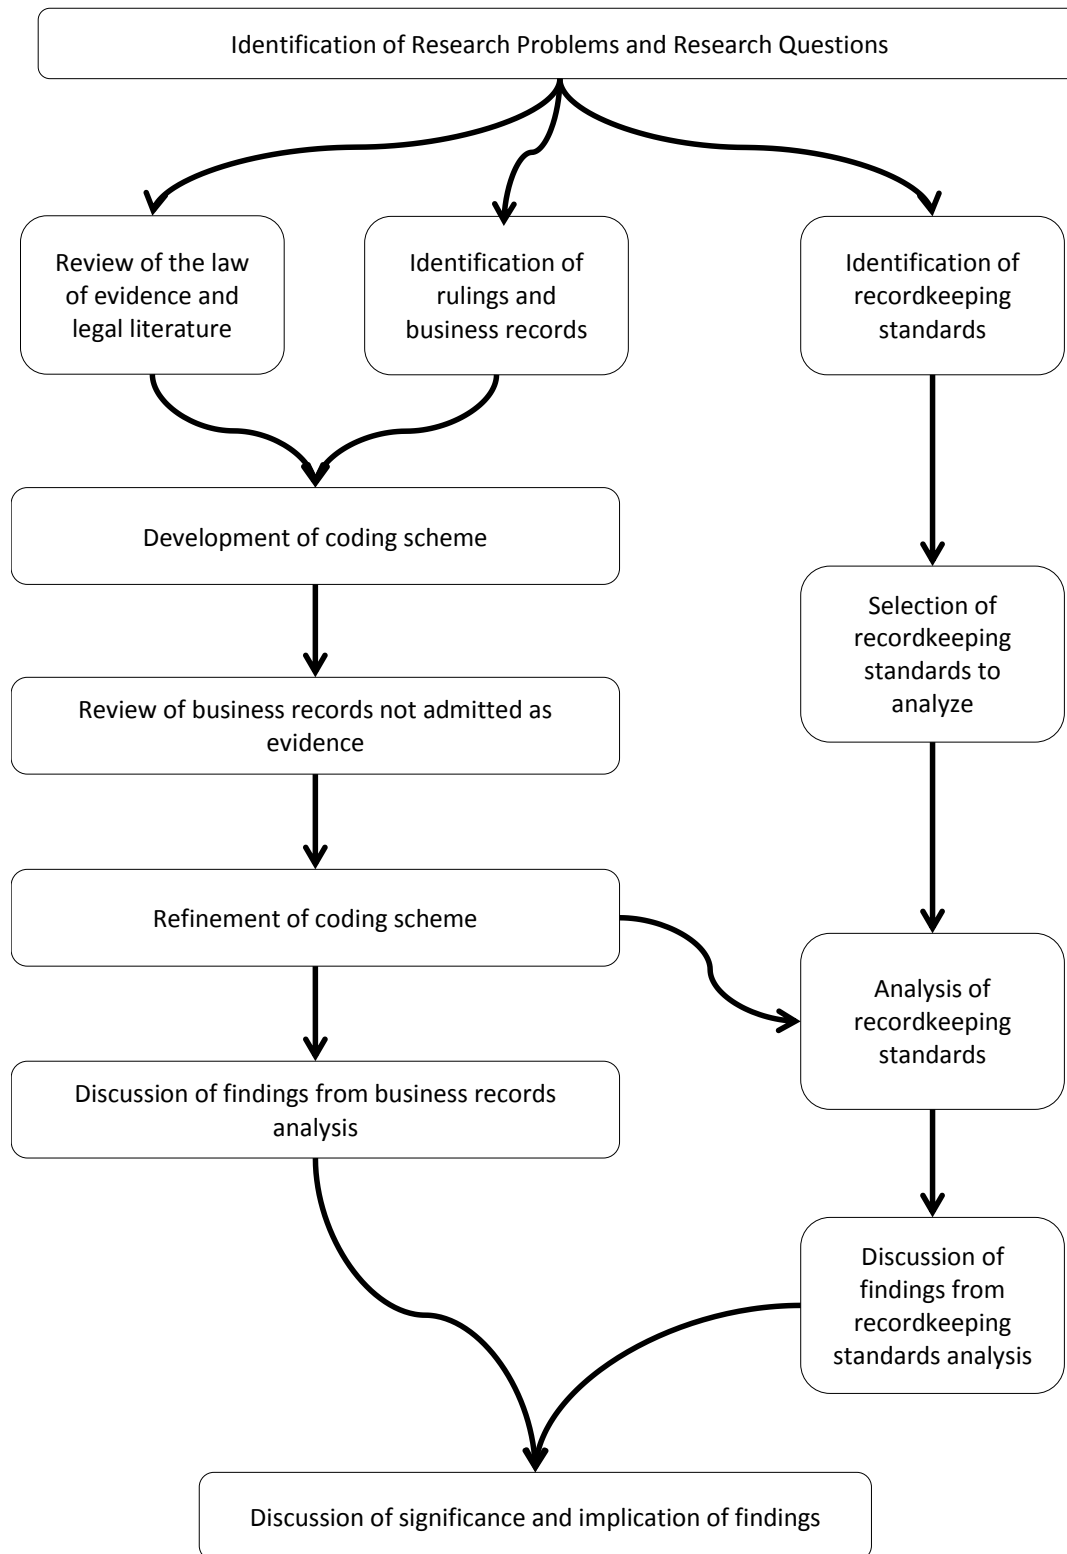 Identification of Research Problems and Research Questions
Review of the law
of evidence and
legal literature
Identification of
rulings and
business records
Identification of
recordkeeping
standards
Development of coding scheme
Selection of
recordkeeping
standards to
analyze
Review of business records not admitted as
evidence
Refinement of coding scheme
Analysis of
recordkeeping
standards
Discussion of findings from business records
analysis
Discussion of
findings from
recordkeeping
standards analysis
Discussion of significance and implication of findings